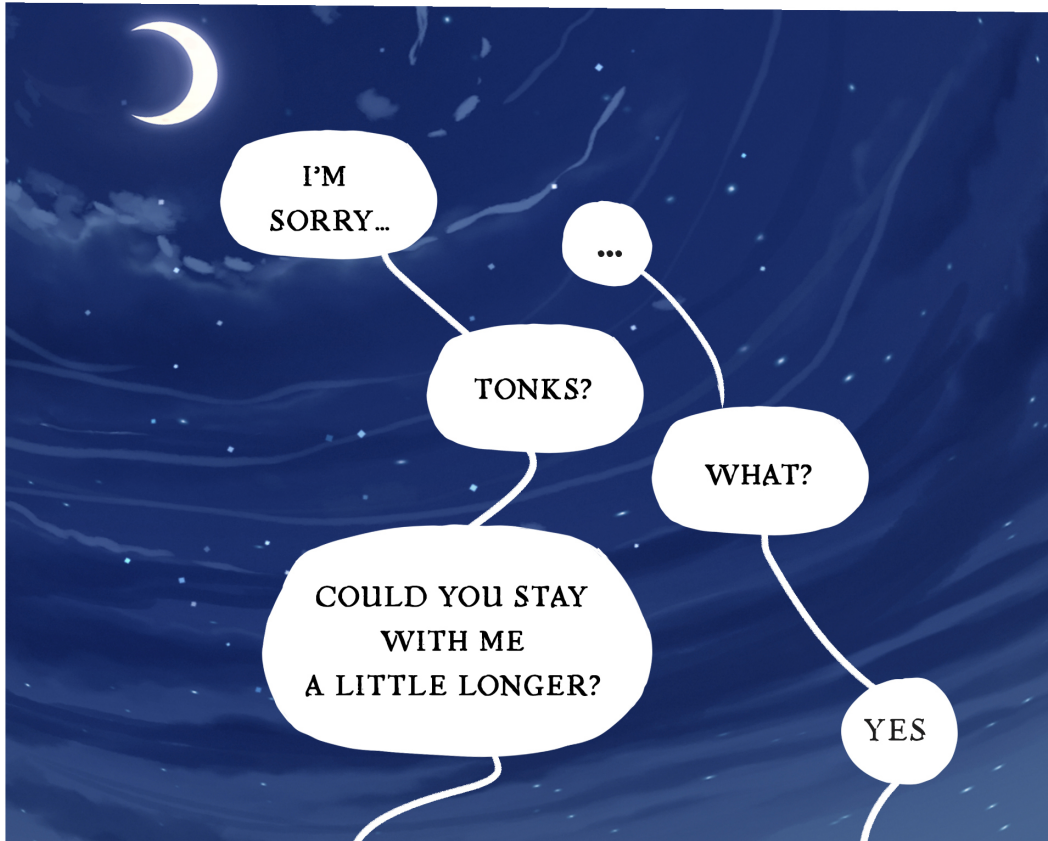 I'M
SORRY...
...
TONKS?
WHAT?
COULD YOU STAY
WITH ME
A LITTLE LONGER?
YES